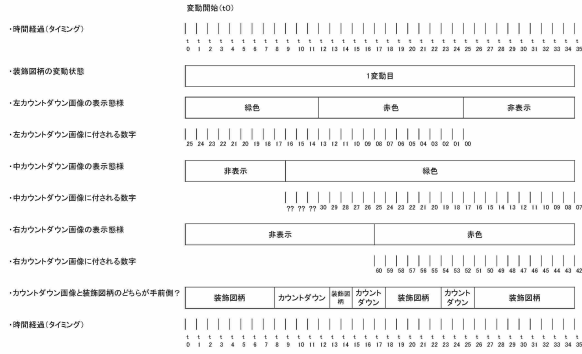 変動開始(t0)
・時間経過(タイミング)
t t t t t t t t t t t t t t t t t t t t t t t t t t t t t t t t t t t t
0 1 2 3 4 5 6 7 8 9 10 11 12 13 14 15 16 17 18 19 20 21 22 23 24 25 26 27 28 29 30 31 32 33 34 35
・装飾図柄の変動状態 1変動目
・左カウントダウン画像の表示態様 緑色 赤色 非表示
・左カウントダウン画像に付される数字
25 24 23 22 21 20 19 18 17 16 15 14 13 12 11 10 09 08 07 06 05 04 03 02 01 00
・中カウントダウン画像の表示態様 非表示 緑色
・中カウントダウン画像に付される数字
?? ?? ?? 30 29 28 27 26 25 24 23 22 21 20 19 18 17 16 15 14 13 12 11 10 09 08 07
・右カウントダウン画像の表示態様 非表示 赤色
・右カウントダウン画像に付される数字
60 59 58 57 56 55 54 53 52 51 50 49 48 47 46 45 44 43 42
・カウントダウン画像と装飾図柄のどちらが手前側? 装飾図柄 カウントダウン 装飾図柄 カウントダウン 装飾図柄 カウントダウン 装飾図柄
・時間経過(タイミング)
t t t t t t t t t t t t t t t t t t t t t t t t t t t t t t t t t t t t
0 1 2 3 4 5 6 7 8 9 10 11 12 13 14 15 16 17 18 19 20 21 22 23 24 25 26 27 28 29 30 31 32 33 34 35